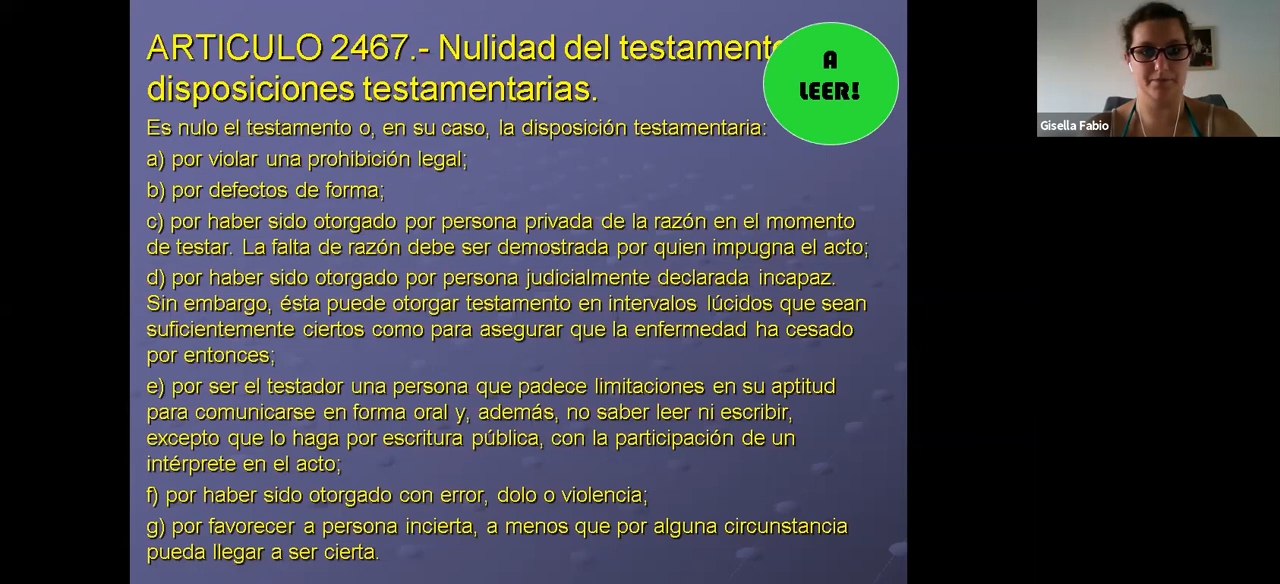 ARTICULO 2467.- Nulidad del testamento
disposiciones testamentarias.
A
LEER!
Es nulo el testamento o, en su caso, la disposición testamentaria:
a) por violar una prohibición legal;
b) por defectos de forma;
c) por haber sido otorgado por persona privada de la razón en el momento
de testar. La falta de razón debe ser demostrada por quien impugna el acto;
d) por haber sido otorgado por persona judicialmente declarada incapaz.
Sin embargo, ésta puede otorgar testamento en intervalos lúcidos que sean
suficientemente ciertos como para asegurar que la enfermedad ha cesado
por entonces;
e) por ser el testador una persona que padece limitaciones en su aptitud
para comunicarse en forma oral y, además, no saber leer ni escribir,
excepto que lo haga por escritura pública, con la participación de un
intérprete en el acto;
f) por haber sido otorgado con error, dolo o violencia;
g) por favorecer a persona incierta, a menos que por alguna circunstancia
pueda llegar a ser cierta.
Gisella Fabio